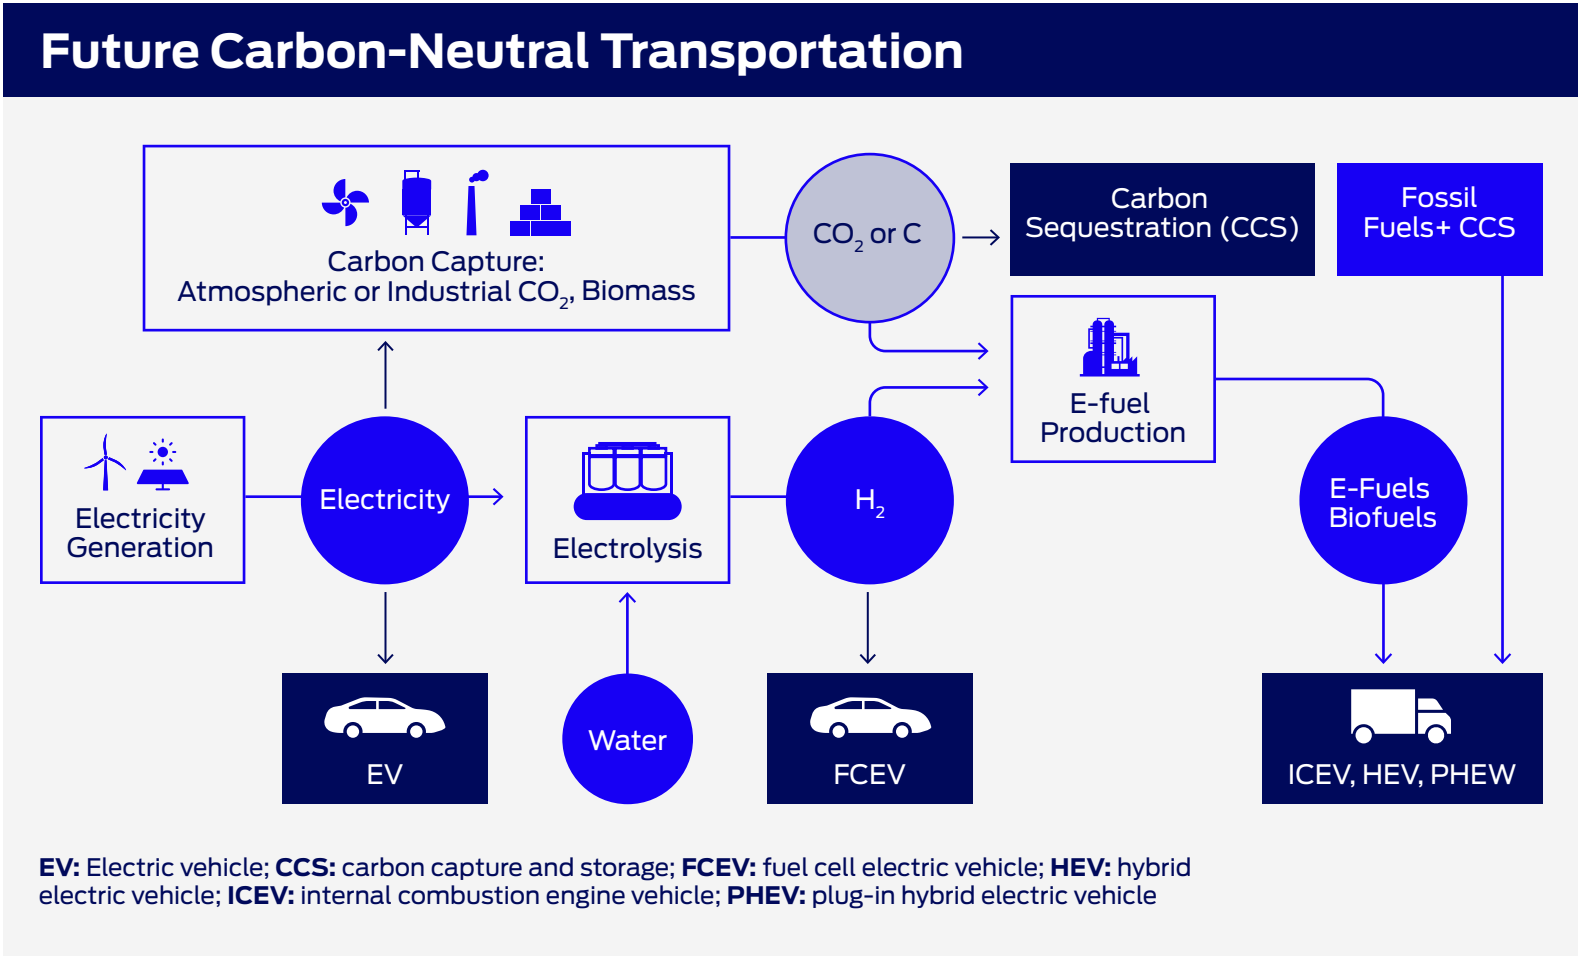 Future Carbon-Neutral Transportation
Carbon Capture:
Atmospheric or Industrial CO₂, Biomass
CO₂ or C
Carbon
Sequestration (CCS)
Fossil
Fuels+ CCS
E-fuel
Production
Electricity
Generation
Electricity
Electrolysis
H₂
E-Fuels
Biofuels
Water
EV
FCEV
ICEV, HEV, PHEW
EV: Electric vehicle; CCS: carbon capture and storage; FCEV: fuel cell electric vehicle; HEV: hybrid
electric vehicle; ICEV: internal combustion engine vehicle; PHEV: plug-in hybrid electric vehicle